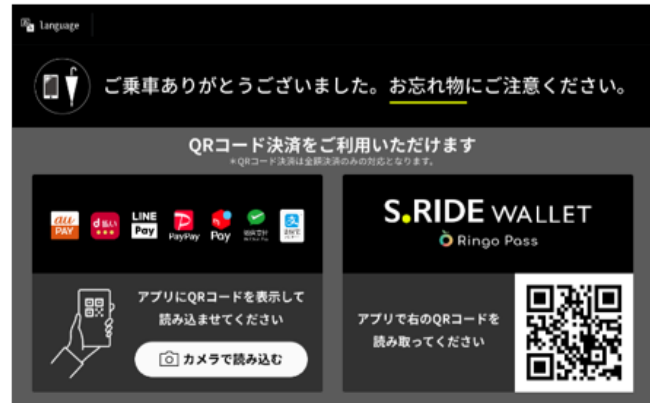 Language
ご乗車ありがとうございました。お忘れ物にご注意ください。
QRコード決済をご利用いただけます
*QRコード決済は全額決済のみの対応となります。
au PAY
d払い
LINE Pay
PayPay
Pay
S.RIDE WALLET
Ringo Pass
アプリにQRコードを表示して
読み込ませてください
カメラで読み込む
アプリで右のQRコードを
読み取ってください